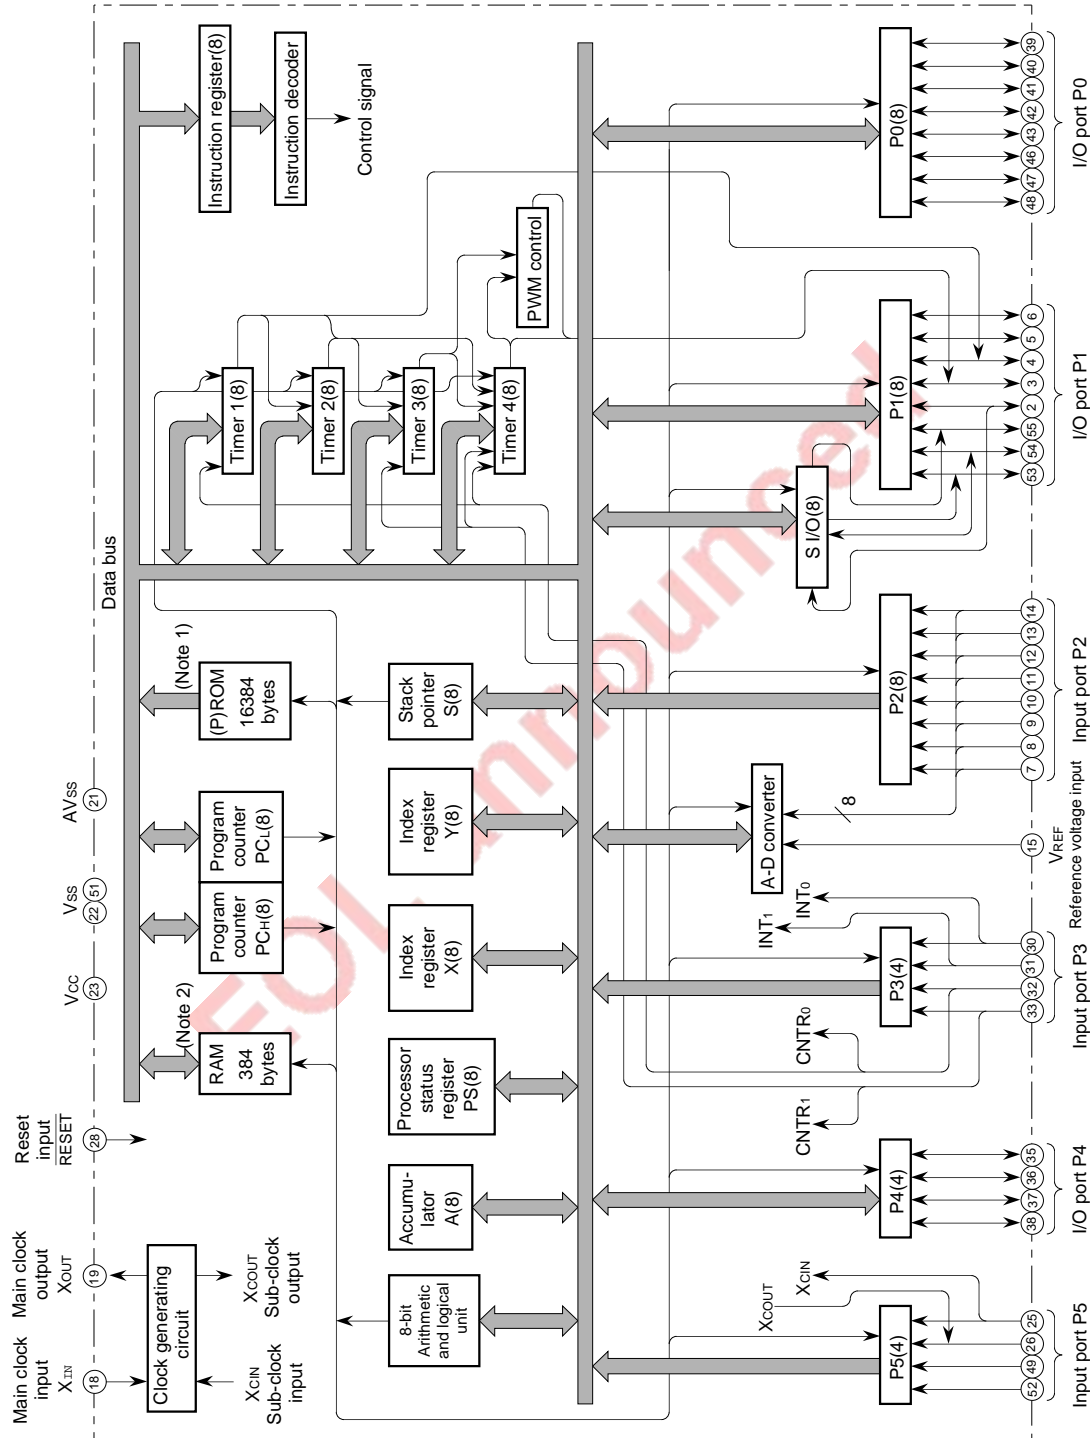 Main clock
input
XIN
18
Main clock
output
XOUT
19
Reset
input
RESET
28
VCC
23
VSS
22
51
AVSS
21
Clock generating
circuit
XCIN
Sub-clock
input
XCOUT
Sub-clock
output
Data bus
RAM
384
bytes
(Note 2)
Program
counter
PCH(8)
Program
counter
PCL(8)
(P)ROM
16384
bytes
(Note 1)
Instruction register(8)
Instruction decoder
Control signal
Timer 1(8)
Timer 2(8)
Timer 3(8)
Timer 4(8)
PWM control
8-bit
Arithmetic
and logical
unit
Accumu-
lator
A(8)
Processor
status
register
PS(8)
Index
register
X(8)
Index
register
Y(8)
Stack
pointer
S(8)
XCOUT
XCIN
CNTR1
CNTR0
INT1
INT0
A-D converter
8
S I/O(8)
P5(4)
P4(4)
P3(4)
P2(8)
P1(8)
P0(8)
52
49
26
25
38
37
36
35
33
32
31
30
15
7
8
9
10
11
12
13
14
53
54
55
2
3
4
5
6
48
47
46
43
42
41
40
39
Input port P5
I/O port P4
Input port P3
VREF
Reference voltage input
Input port P2
I/O port P1
I/O port P0
EOL announced